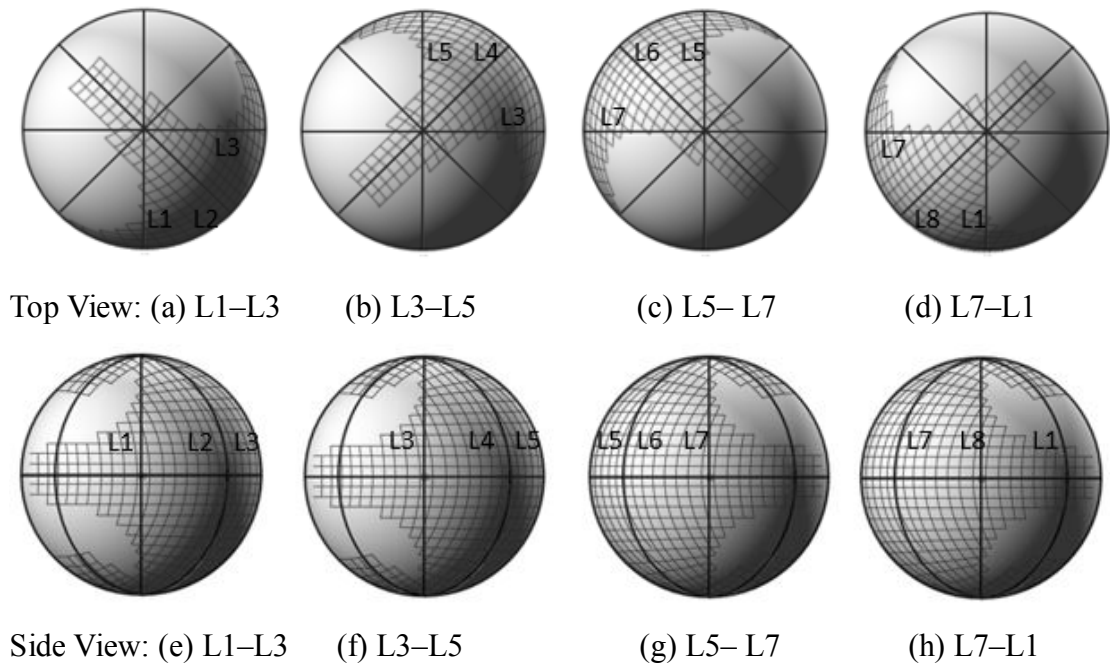 L1 L2 L3
L5 L4 L3
L6 L5 L7
L7 L8 L1
Top View: (a) L1–L3 (b) L3–L5 (c) L5– L7 (d) L7–L1
L1 L2 L3 L3 L4 L5 L5 L6 L7 L7 L8 L1
Side View: (e) L1–L3 (f) L3–L5 (g) L5– L7 (h) L7–L1